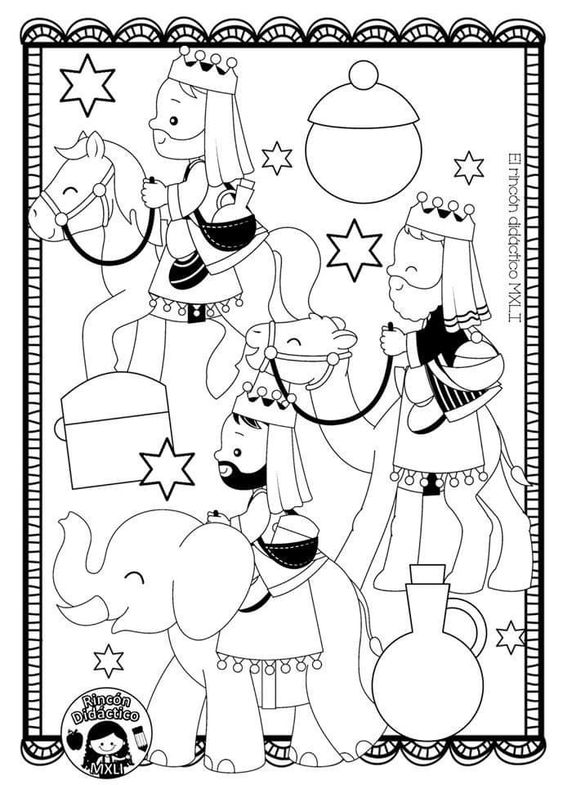 El rincón didáctico MXLI
Rincón
Didáctico
MXLI